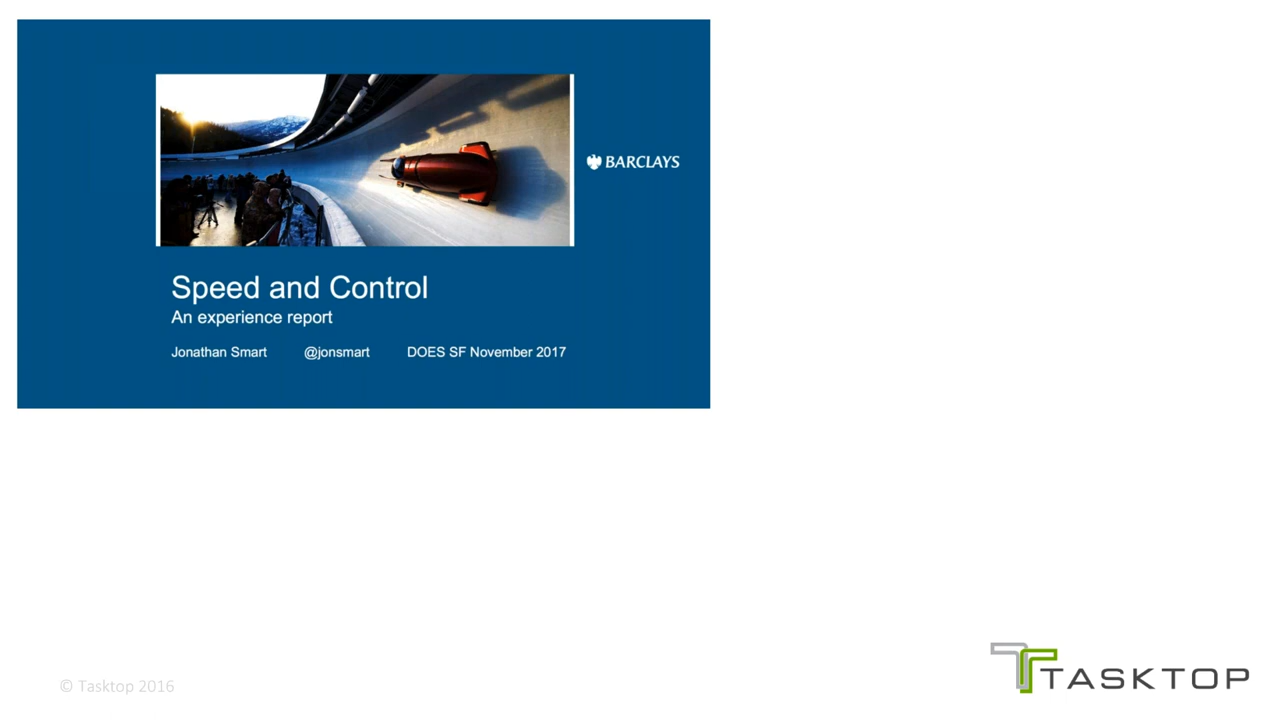 BARCLAYS
Speed and Control
An experience report
Jonathan Smart @jonsmart DOES SF November 2017
© Tasktop 2016
TASKTOP